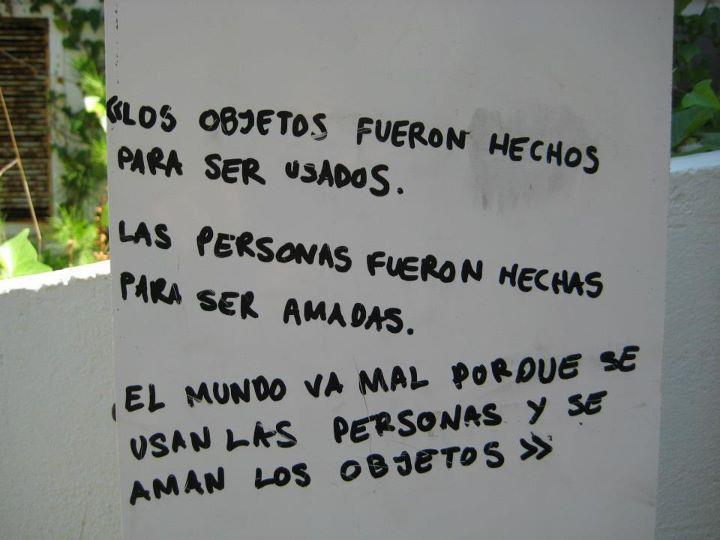 «LOS OBJETOS FUERON HECHOS
PARA SER USADOS.
LAS PERSONAS FUERON HECHAS
PARA SER AMADAS.
EL MUNDO VA MAL PORQUE SE
USAN LAS PERSONAS Y SE
AMAN LOS OBJETOS»